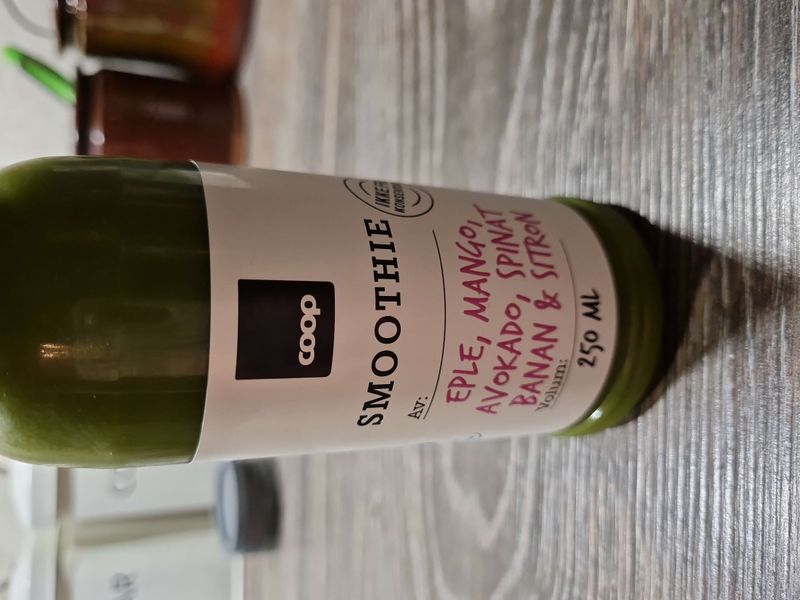 coop
SMOOTHIE
Av:
EPLE, MANGO,
AVOKADO, SPINAT
BANAN & SITRON
Volum:
250 ML